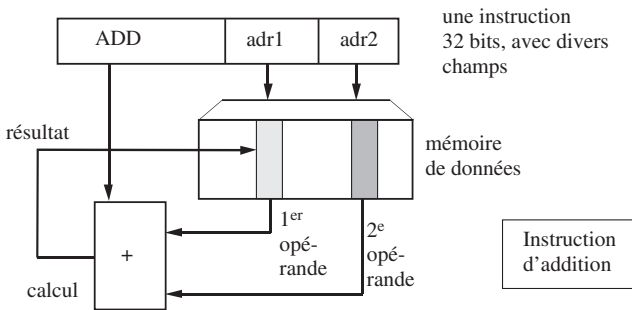 ADD
adr1
adr2
une instruction
32 bits, avec divers
champs
résultat
mémoire
de données
1er
opé-
rande
2e
opé-
rande
+
calcul
Instruction
d’addition